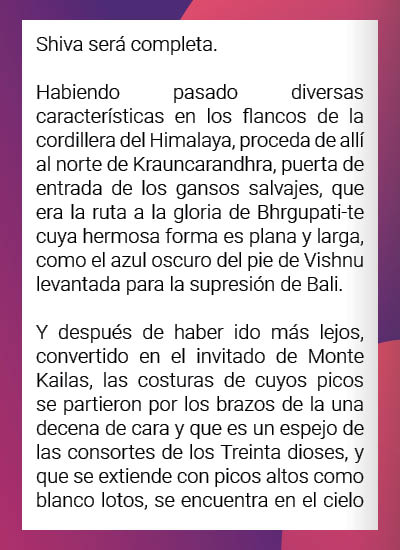 Shiva será completa.
Habiendo pasado diversas
características en los flancos de la
cordillera del Himalaya, proceda de allí
al norte de Krauncarandhra, puerta de
entrada de los gansos salvajes, que
era la ruta a la gloria de Bhrgupati-te
cuya hermosa forma es plana y larga,
como el azul oscuro del pie de Vishnu
levantada para la supresión de Bali.
Y después de haber ido más lejos,
convertido en el invitado de Monte
Kailas, las costuras de cuyos picos
se partieron por los brazos de la una
decena de cara y que es un espejo de
las consortes de los Treinta dioses, y
que se extiende con picos altos como
blanco lotos, se encuentra en el cielo